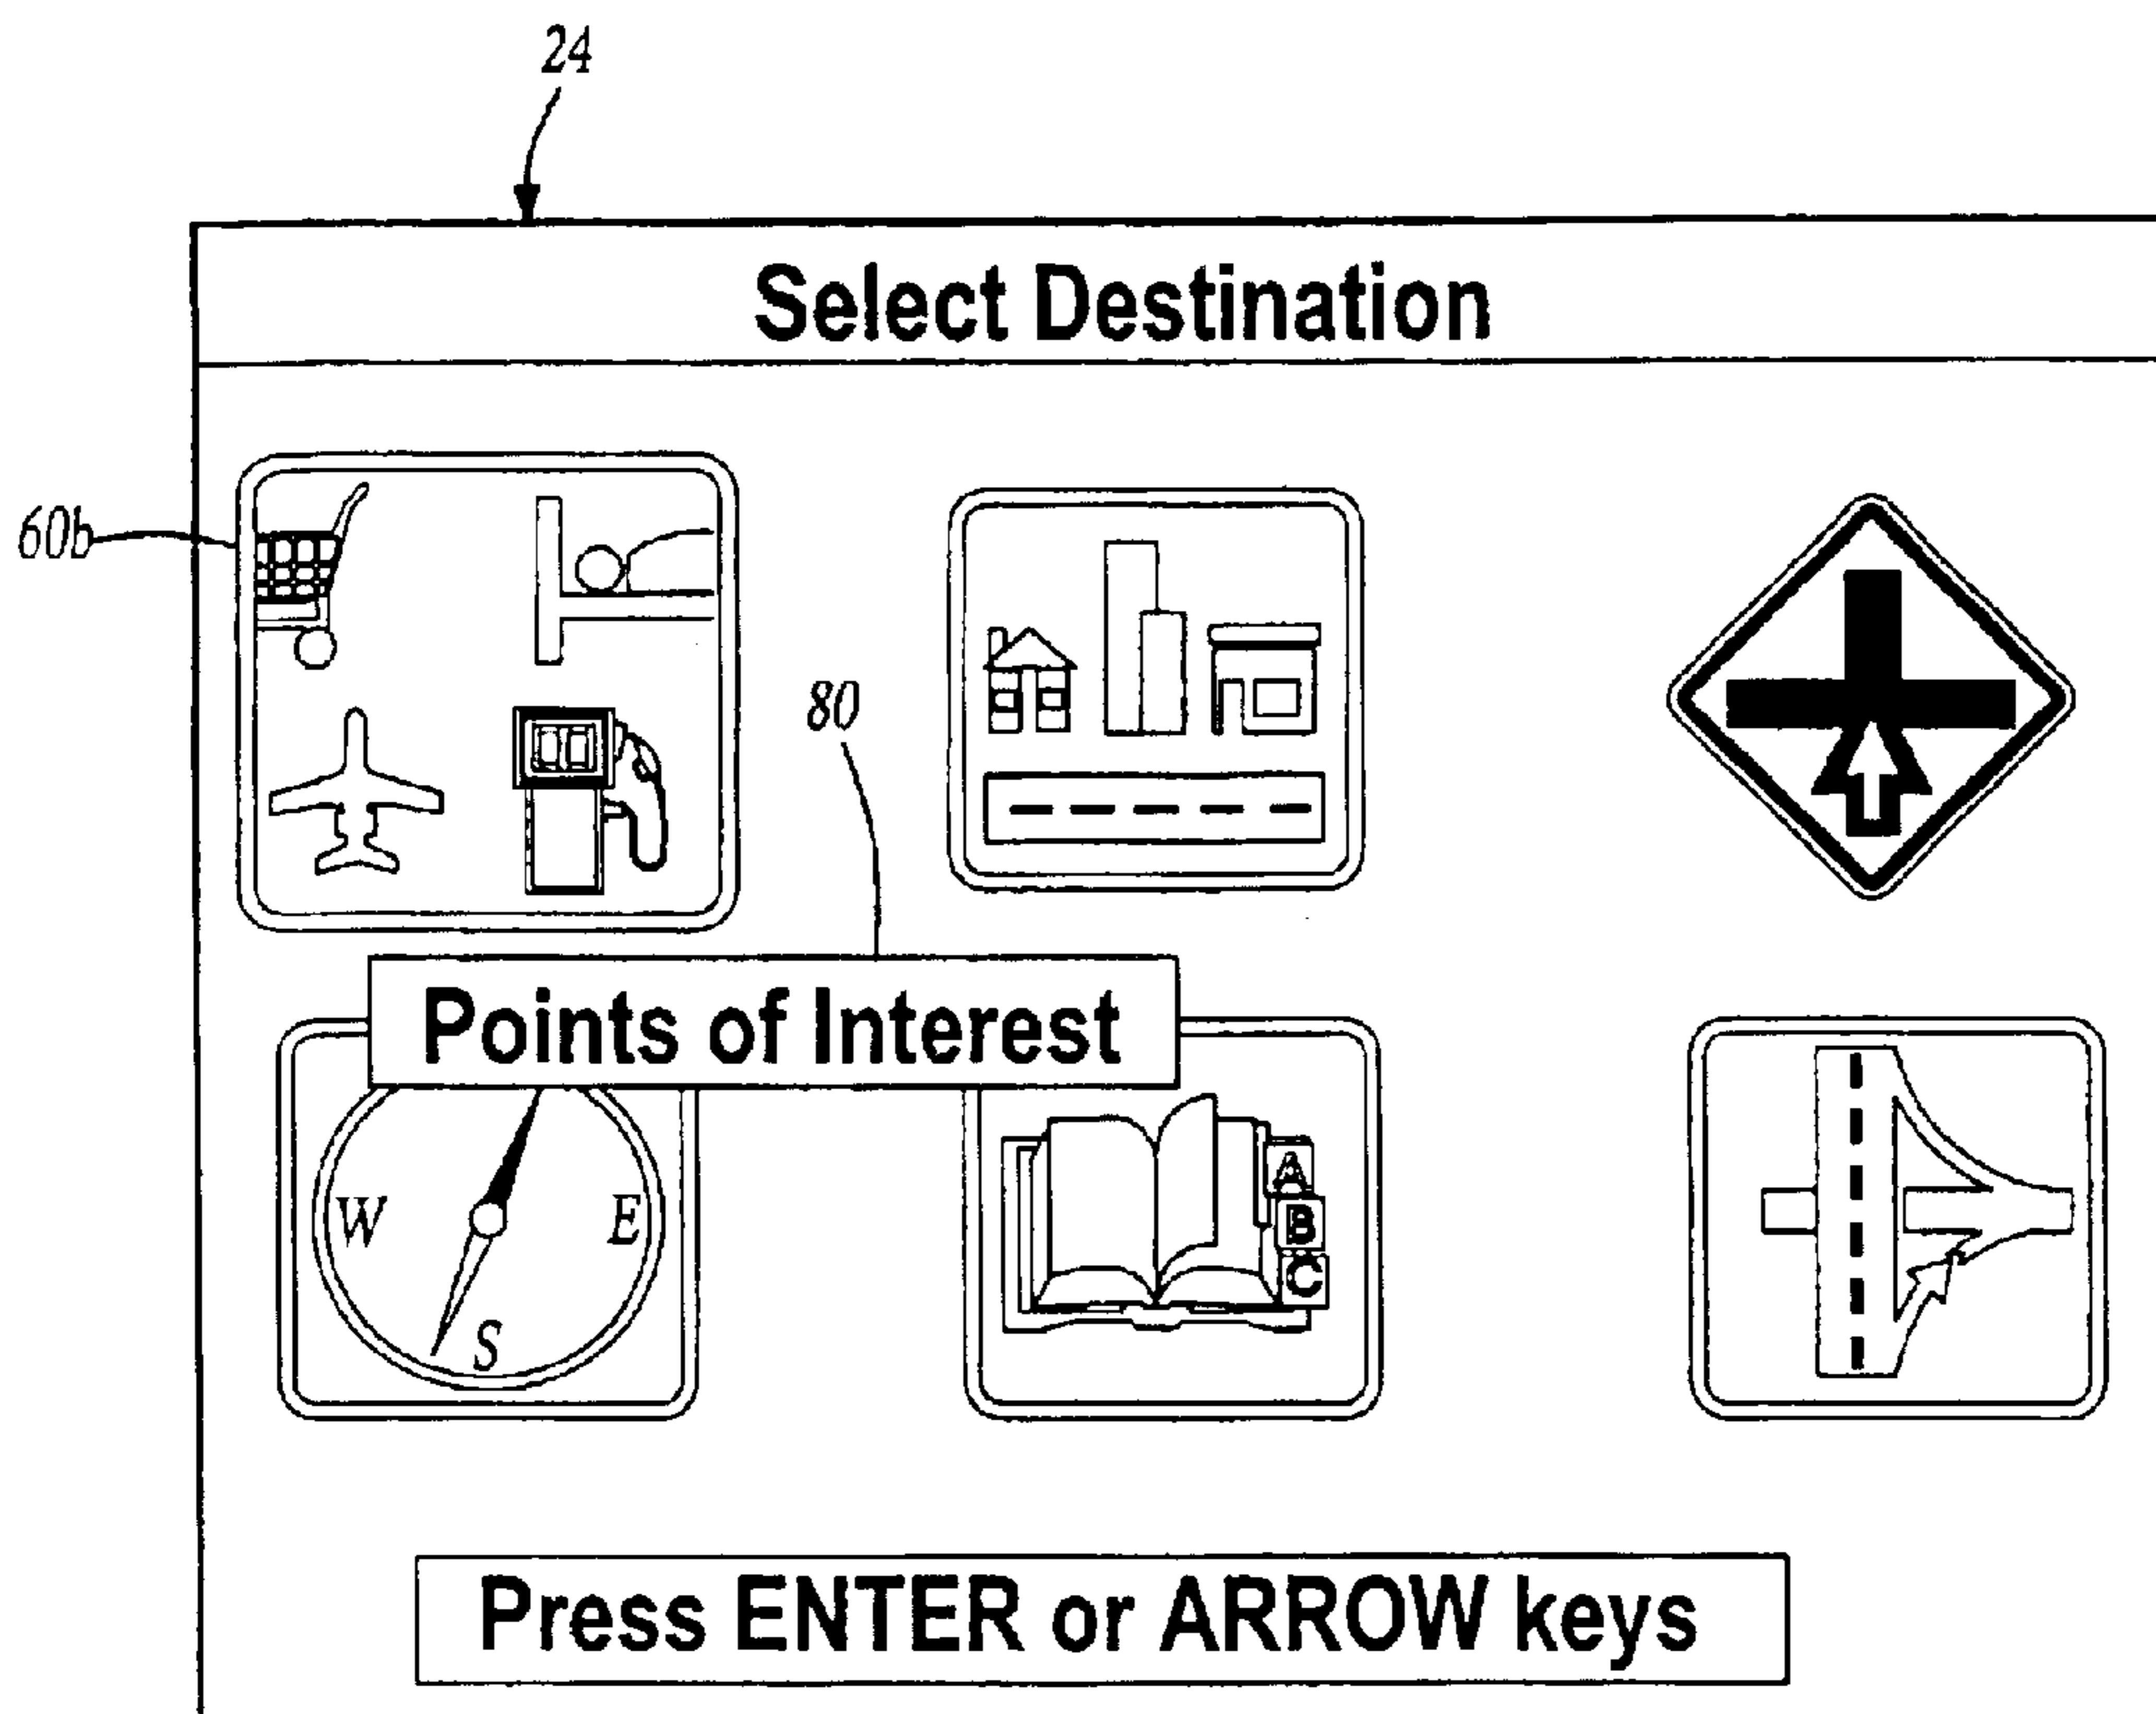 24
Select Destination
60b
80
Points of Interest
W E
S
A
B
C
Press ENTER or ARROW keys